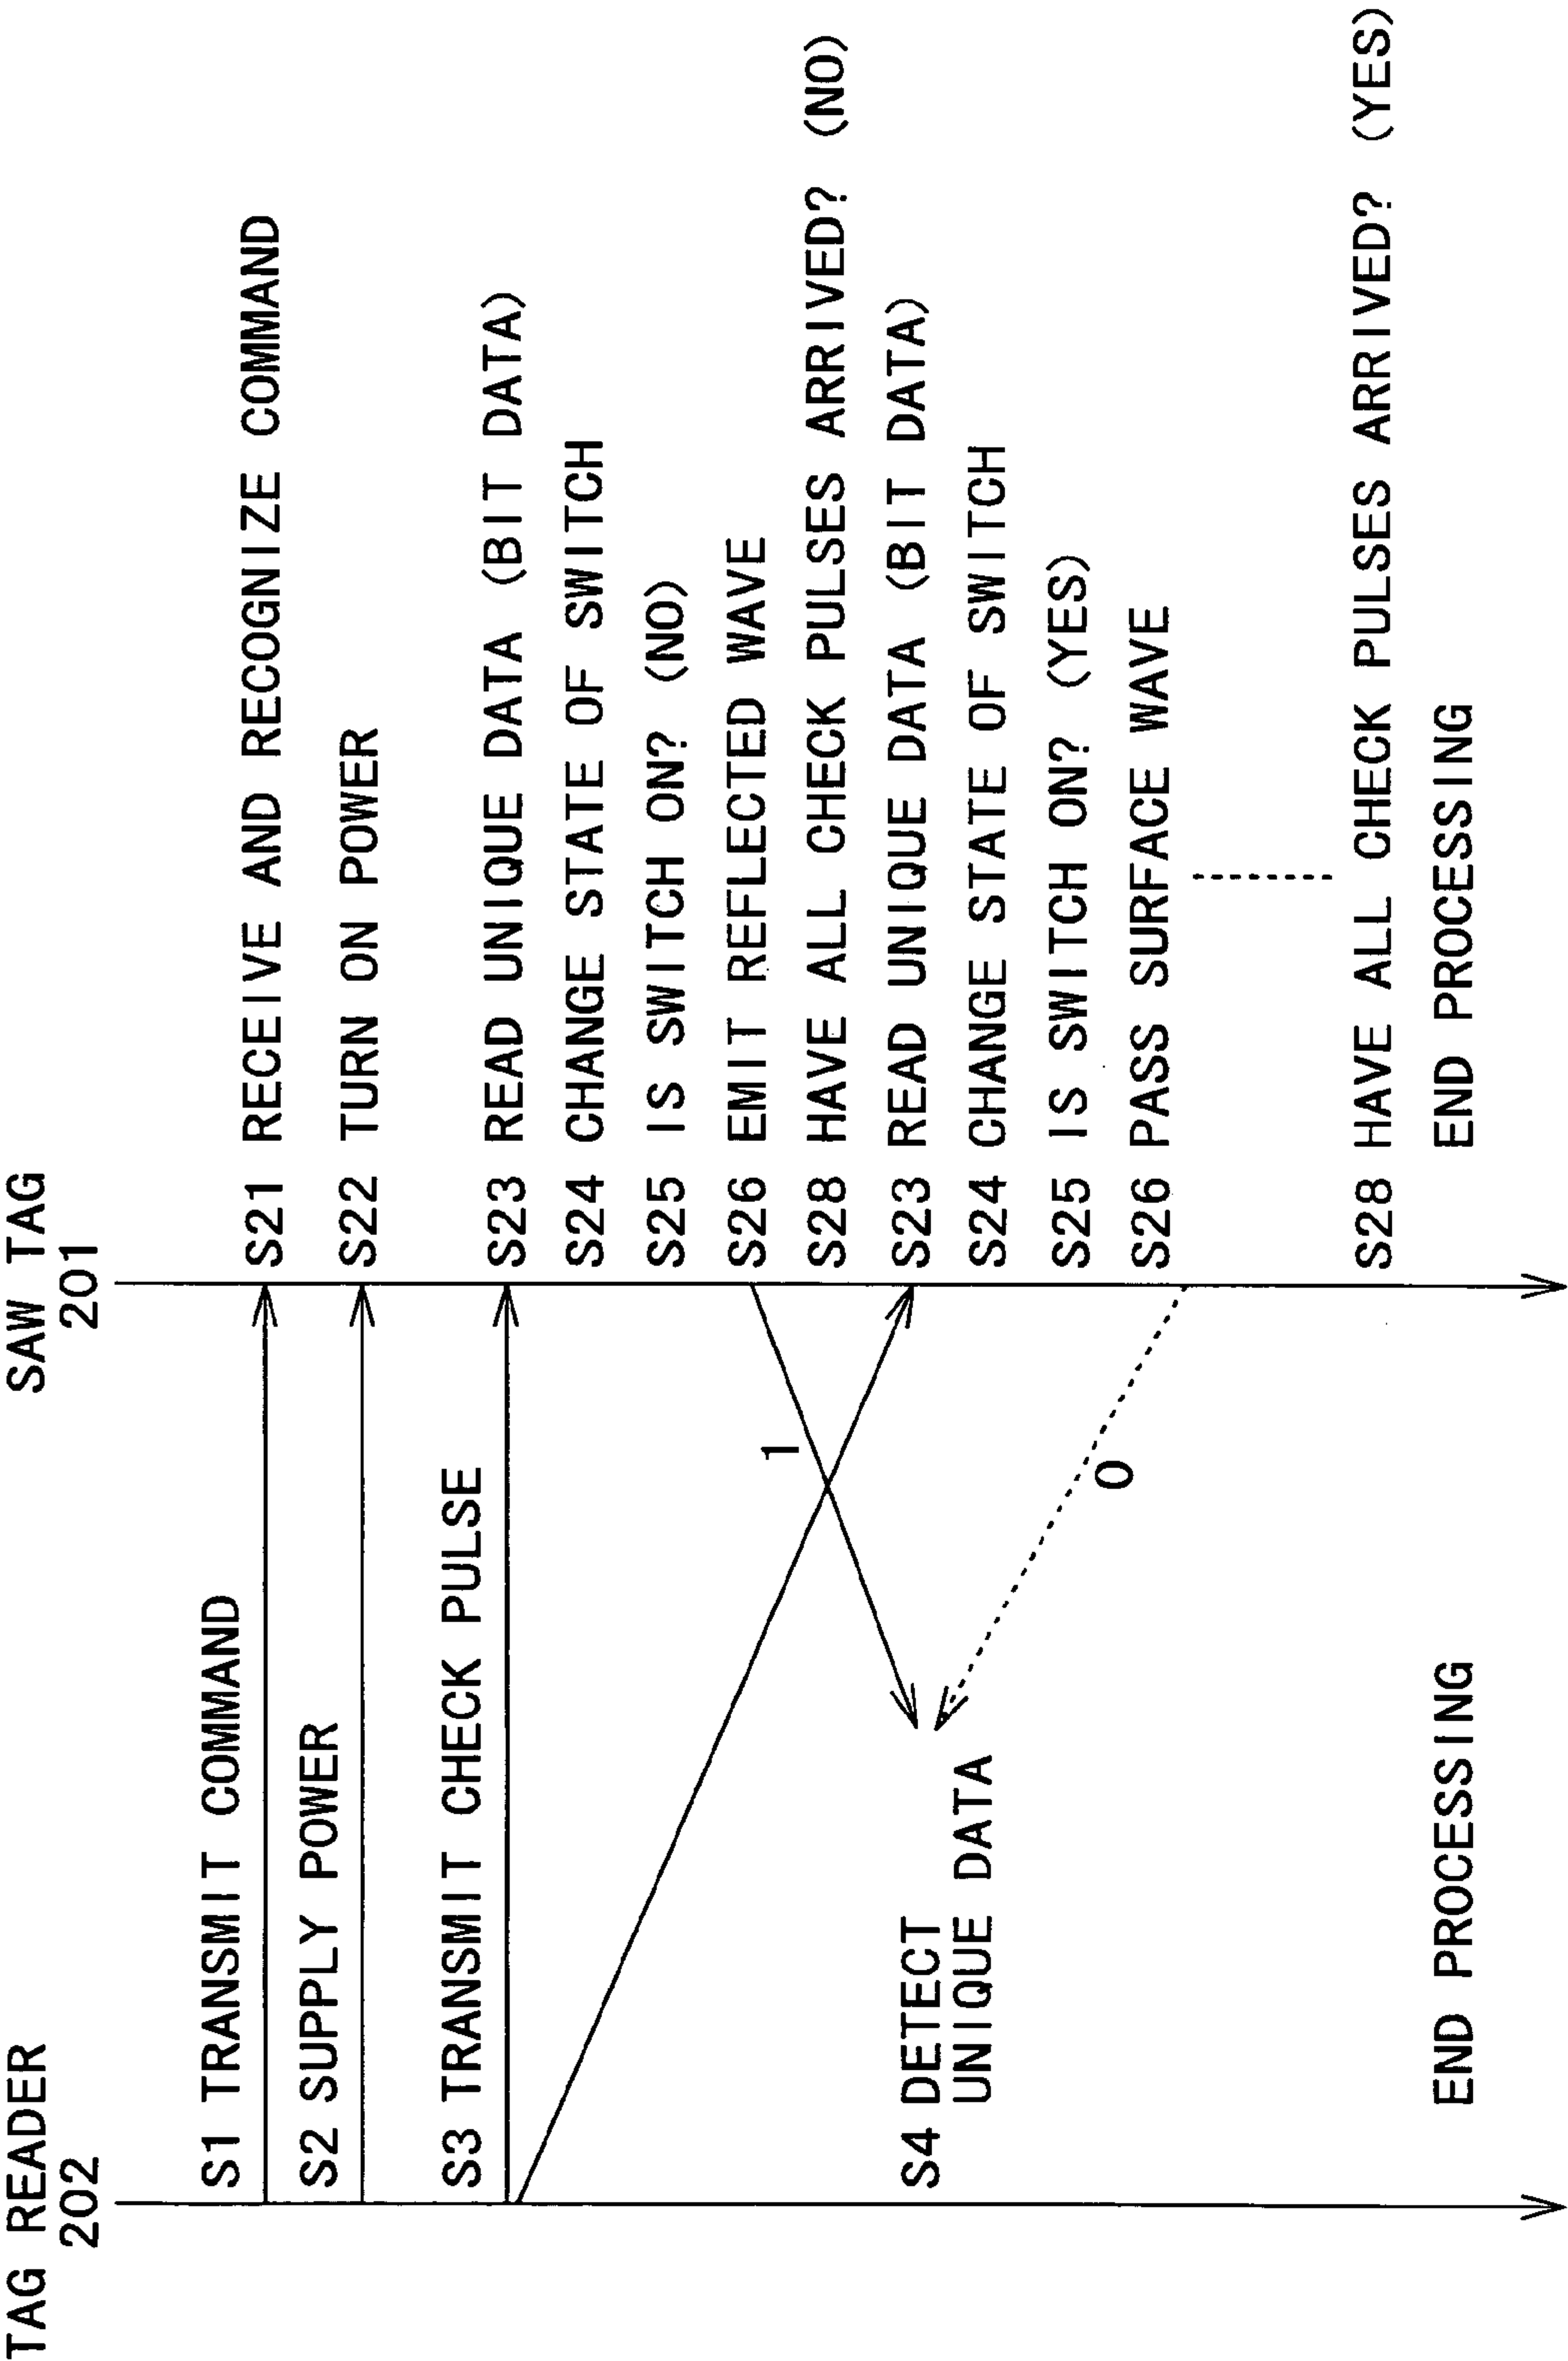 TAG READER
202
SAW TAG
201
S1 TRANSMIT COMMAND
S21 RECEIVE AND RECOGNIZE COMMAND
S2 SUPPLY POWER
S22 TURN ON POWER
S3 TRANSMIT CHECK PULSE
S23 READ UNIQUE DATA (BIT DATA)
S24 CHANGE STATE OF SWITCH
S25 IS SWITCH ON? (NO)
S26 EMIT REFLECTED WAVE
1
S28 HAVE ALL CHECK PULSES ARRIVED? (NO)
S23 READ UNIQUE DATA (BIT DATA)
S4 DETECT
UNIQUE DATA
S24 CHANGE STATE OF SWITCH
S25 IS SWITCH ON? (YES)
0
S26 PASS SURFACE WAVE
S28 HAVE ALL CHECK PULSES ARRIVED? (YES)
END PROCESSING
END PROCESSING